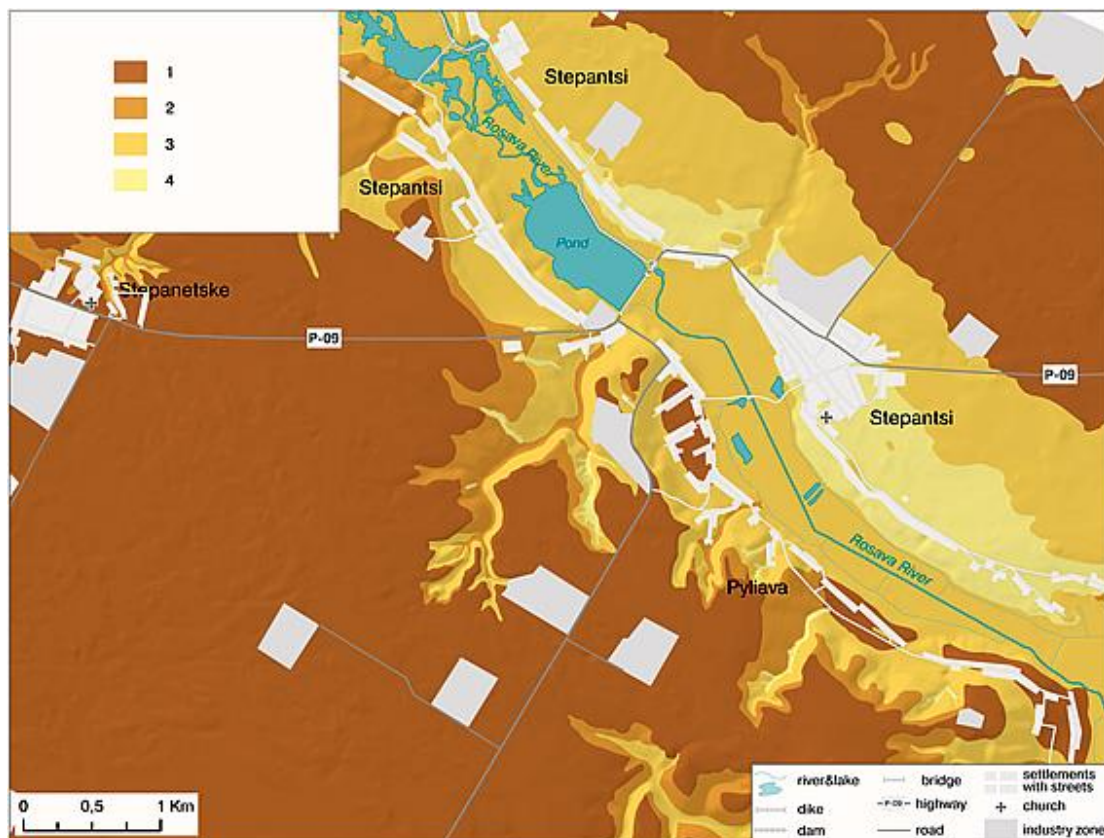 1
2
3
4
Stepantsi
Rosava River
Stepantsi
Pond
Stepanetske
P-09
P-09
Stepantsi
Rosava River
Pyliava
0 0,5 1 Km
river&lake
bridge
settlements
with streets
dike
P-09
highway
church
dam
road
industry zone